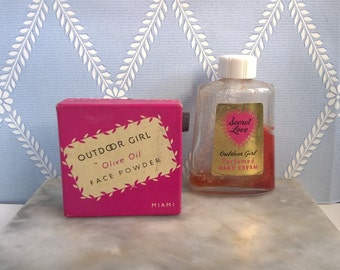 OUTDOOR GIRL
Olive Oil
FACE POWDER
MIAMI
Secret
Love
Outdoor Girl
Perfumed
HAND CREAM